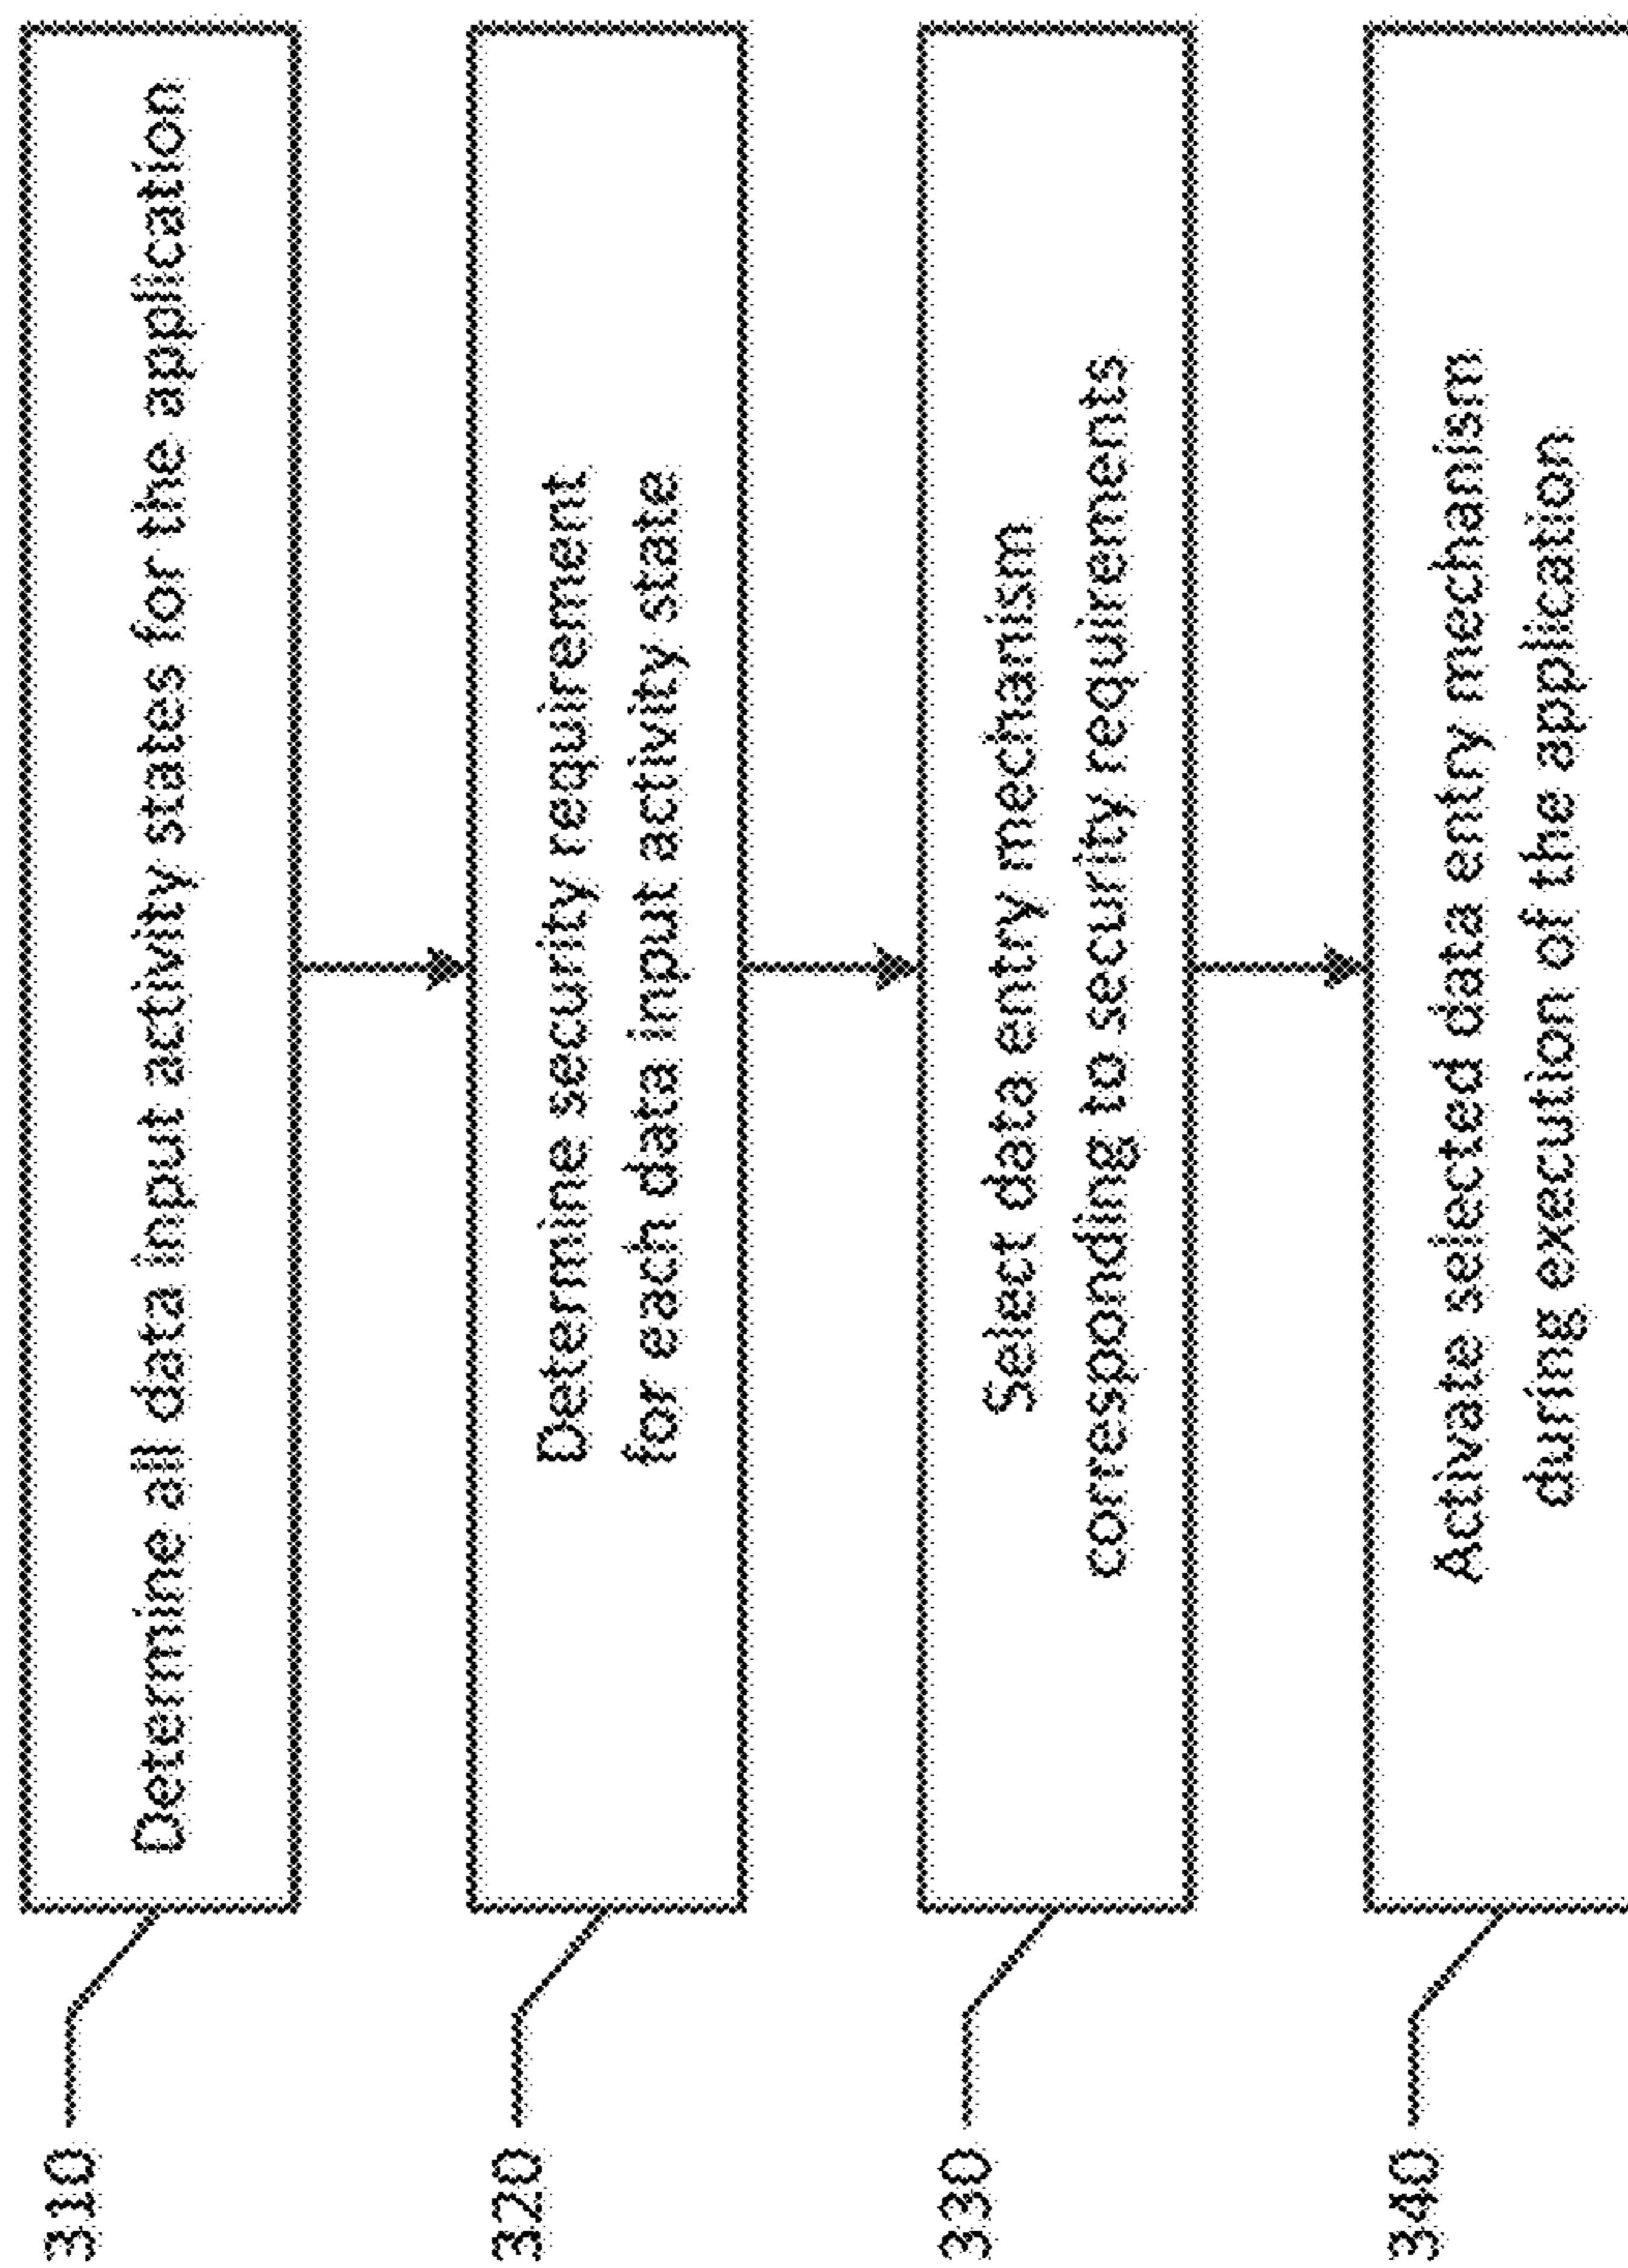 310
Determine all data input activity states for the application
320
Determine security requirement
for each data input activity state
330
Select data entry mechanism
corresponding to security requirements
340
Activate selected data entry mechanism
during execution of the application